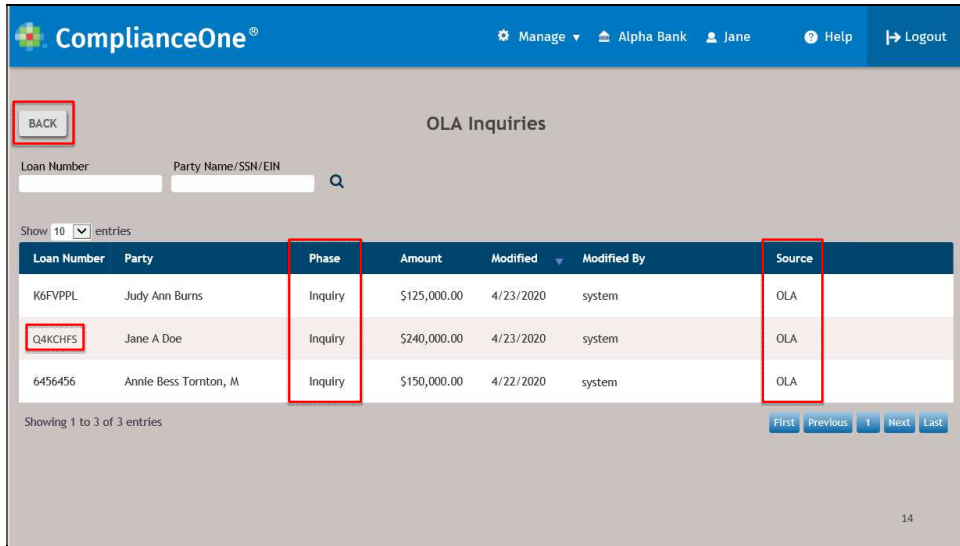 ComplianceOne® Manage Alpha Bank Jane Help Logout
BACK OLA Inquiries
Loan Number Party Name/SSN/EIN
Show 10 entries
Loan Number Party Phase Amount Modified Modified By Source
K6FVPPL Judy Ann Burns Inquiry $125,000.00 4/23/2020 system OLA
Q4KCHFS Jane A Doe Inquiry $240,000.00 4/23/2020 system OLA
6456456 Annie Bess Tornton, M Inquiry $150,000.00 4/22/2020 system OLA
Showing 1 to 3 of 3 entries First Previous 1 Next Last
14